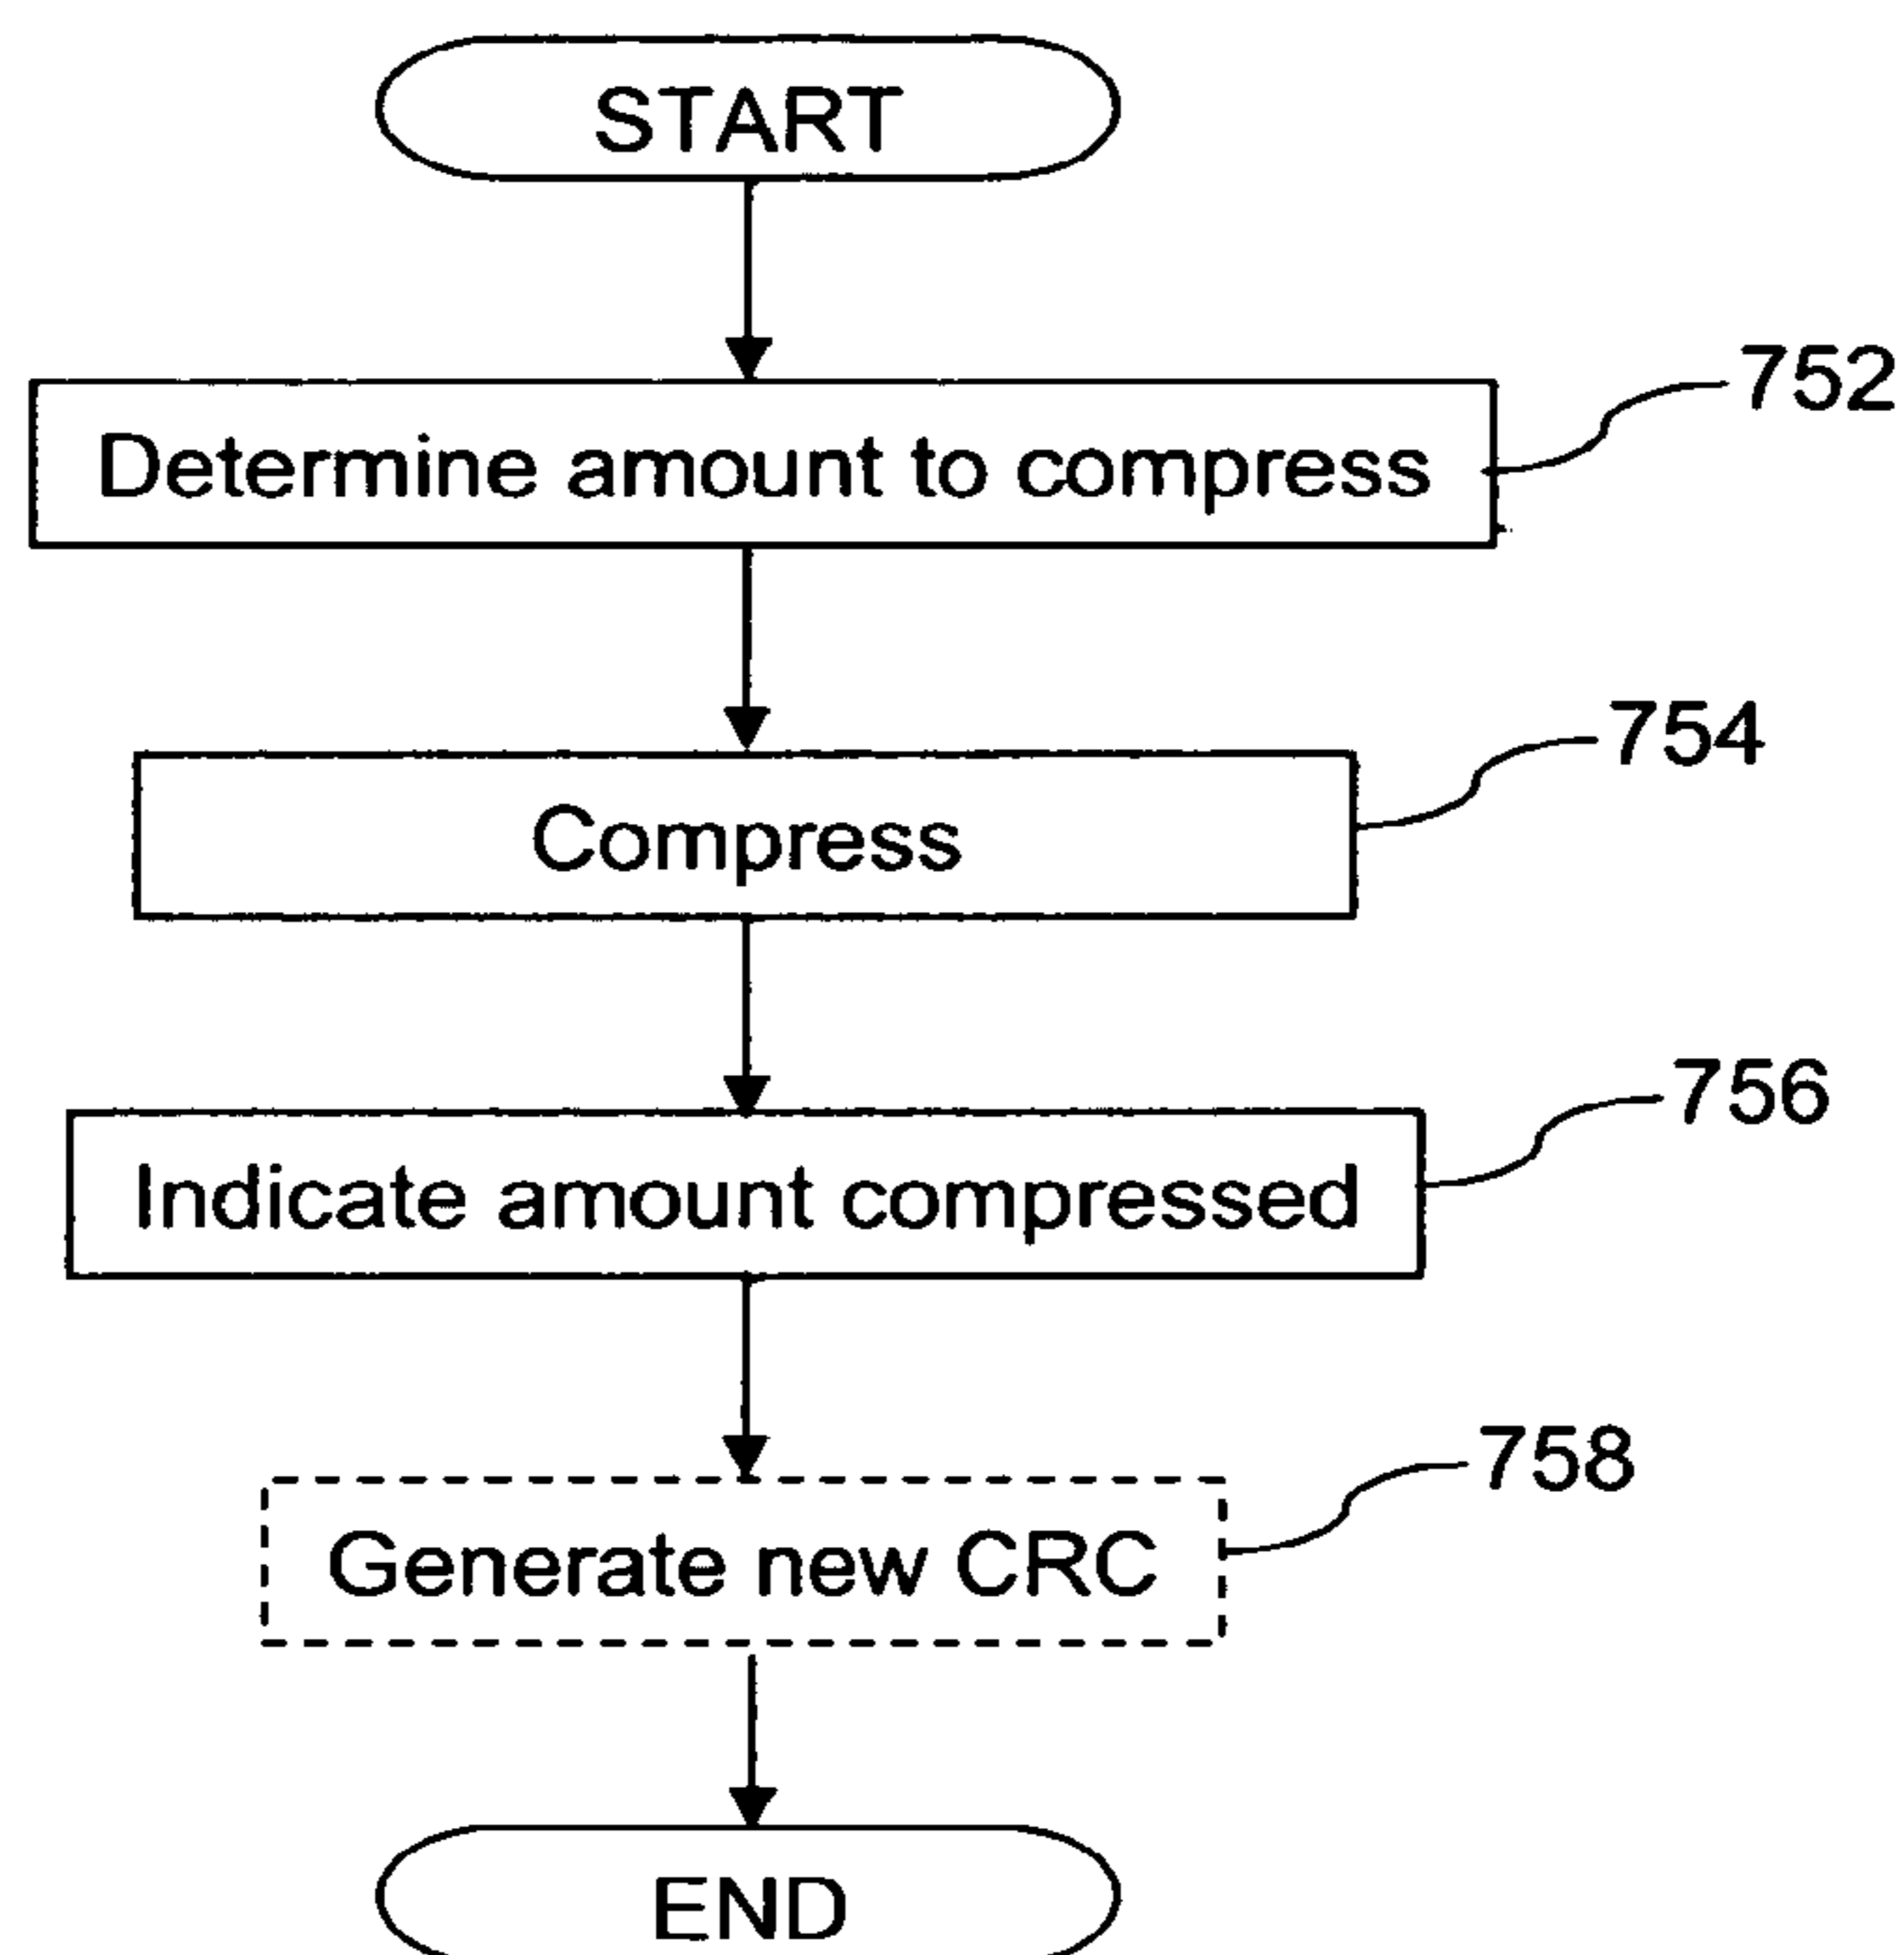 START
Determine amount to compress
752
Compress
754
Indicate amount compressed
756
Generate new CRC
758
END